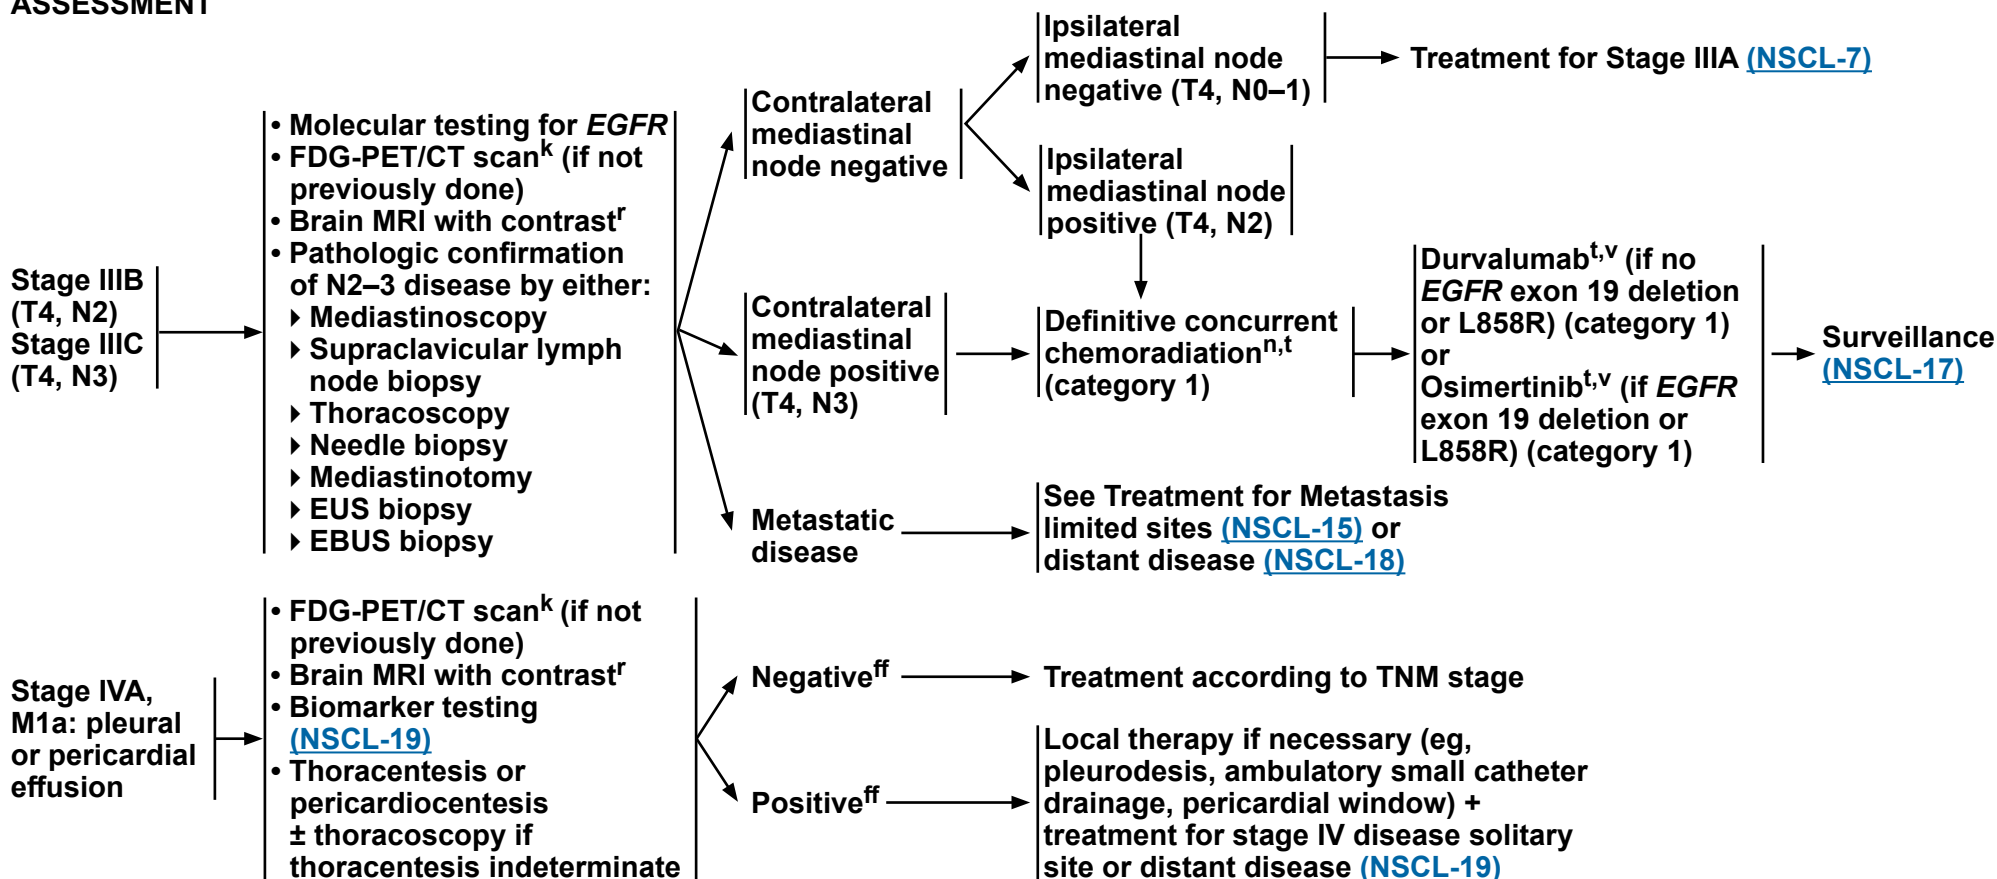 ASSESSMENT
Stage IIIB
(T4, N2)
Stage IIIC
(T4, N3)
• Molecular testing for EGFR
• FDG-PET/CT scank (if not
previously done)
• Brain MRI with contrastr
• Pathologic confirmation
of N2–3 disease by either:
Mediastinoscopy
Supraclavicular lymph
node biopsy
Thoracoscopy
Needle biopsy
Mediastinotomy
EUS biopsy
EBUS biopsy
Contralateral
mediastinal
node negative
Ipsilateral
mediastinal node
negative (T4, N0–1)
Treatment for Stage IIIA (NSCL-7)
Ipsilateral
mediastinal node
positive (T4, N2)
Contralateral
mediastinal
node positive
(T4, N3)
Definitive concurrent
chemoradiationn,t
(category 1)
Durvalumabt,v (if no
EGFR exon 19 deletion
or L858R) (category 1)
or
Osimertinibt,v (if EGFR
exon 19 deletion or
L858R) (category 1)
Surveillance
(NSCL-17)
Metastatic
disease
See Treatment for Metastasis
limited sites (NSCL-15) or
distant disease (NSCL-18)
Stage IVA,
M1a: pleural
or pericardial
effusion
• FDG-PET/CT scank (if not
previously done)
• Brain MRI with contrastr
• Biomarker testing
(NSCL-19)
• Thoracentesis or
pericardiocentesis
± thoracoscopy if
thoracentesis indeterminate
Negativeff
Treatment according to TNM stage
Positiveff
Local therapy if necessary (eg,
pleurodesis, ambulatory small catheter
drainage, pericardial window) +
treatment for stage IV disease solitary
site or distant disease (NSCL-19)